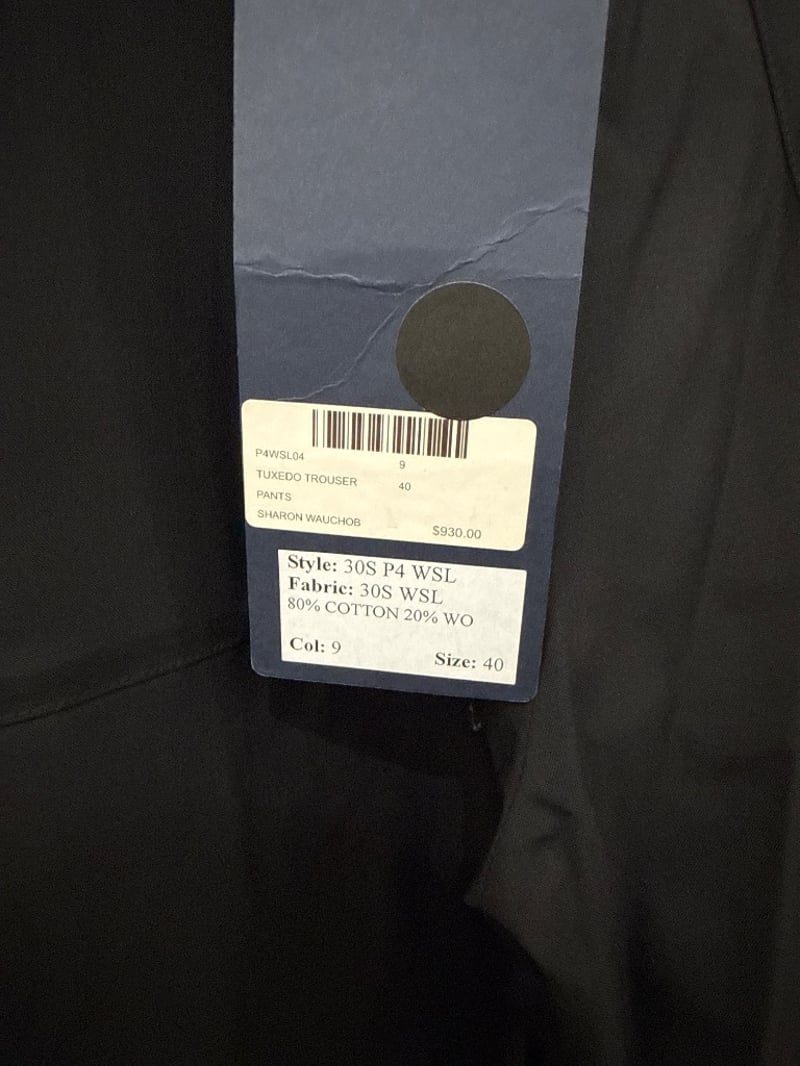 P4WSL04 9
TUXEDO TROUSER 40
PANTS
SHARON WAUCHOB $930.00
Style: 30S P4 WSL
Fabric: 30S WSL
80% COTTON 20% WO
Col: 9 Size: 40